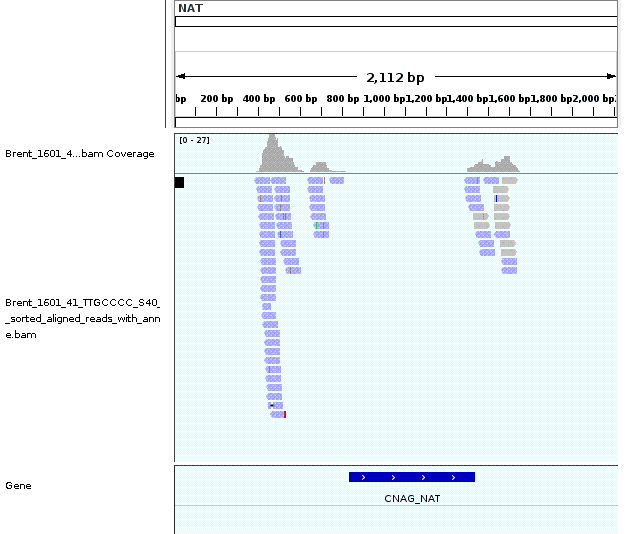 NAT
2,112 bp
bp 200 bp 400 bp 600 bp 800 bp 1,000 bp 1,200 bp 1,400 bp 1,600 bp 1,800 bp 2,000 bp
Brent_1601_4...bam Coverage
[0 - 27]
Brent_1601_41_TTGCCCC_S40_
_sorted_aligned_reads_with_ann
e.bam
Gene
CNAG_NAT